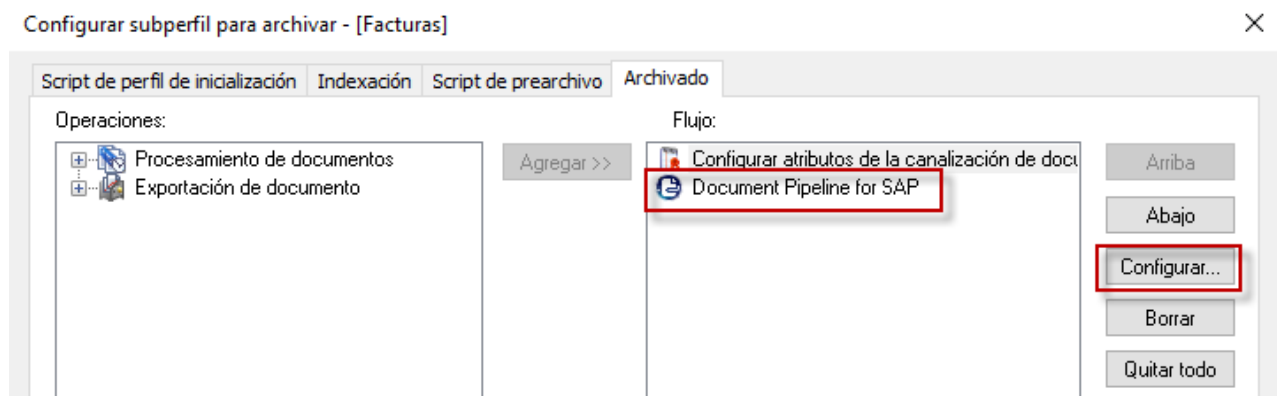 Configurar subperfil para archivar - [Facturas]
Script de perfil de inicialización Indexación Script de prearchivo Archivado
Operaciones: Flujo:
Procesamiento de documentos Agregar >> Configurar atributos de la canalización de docu Arriba
Exportación de documento Document Pipeline for SAP
Abajo
Configurar...
Borrar
Quitar todo